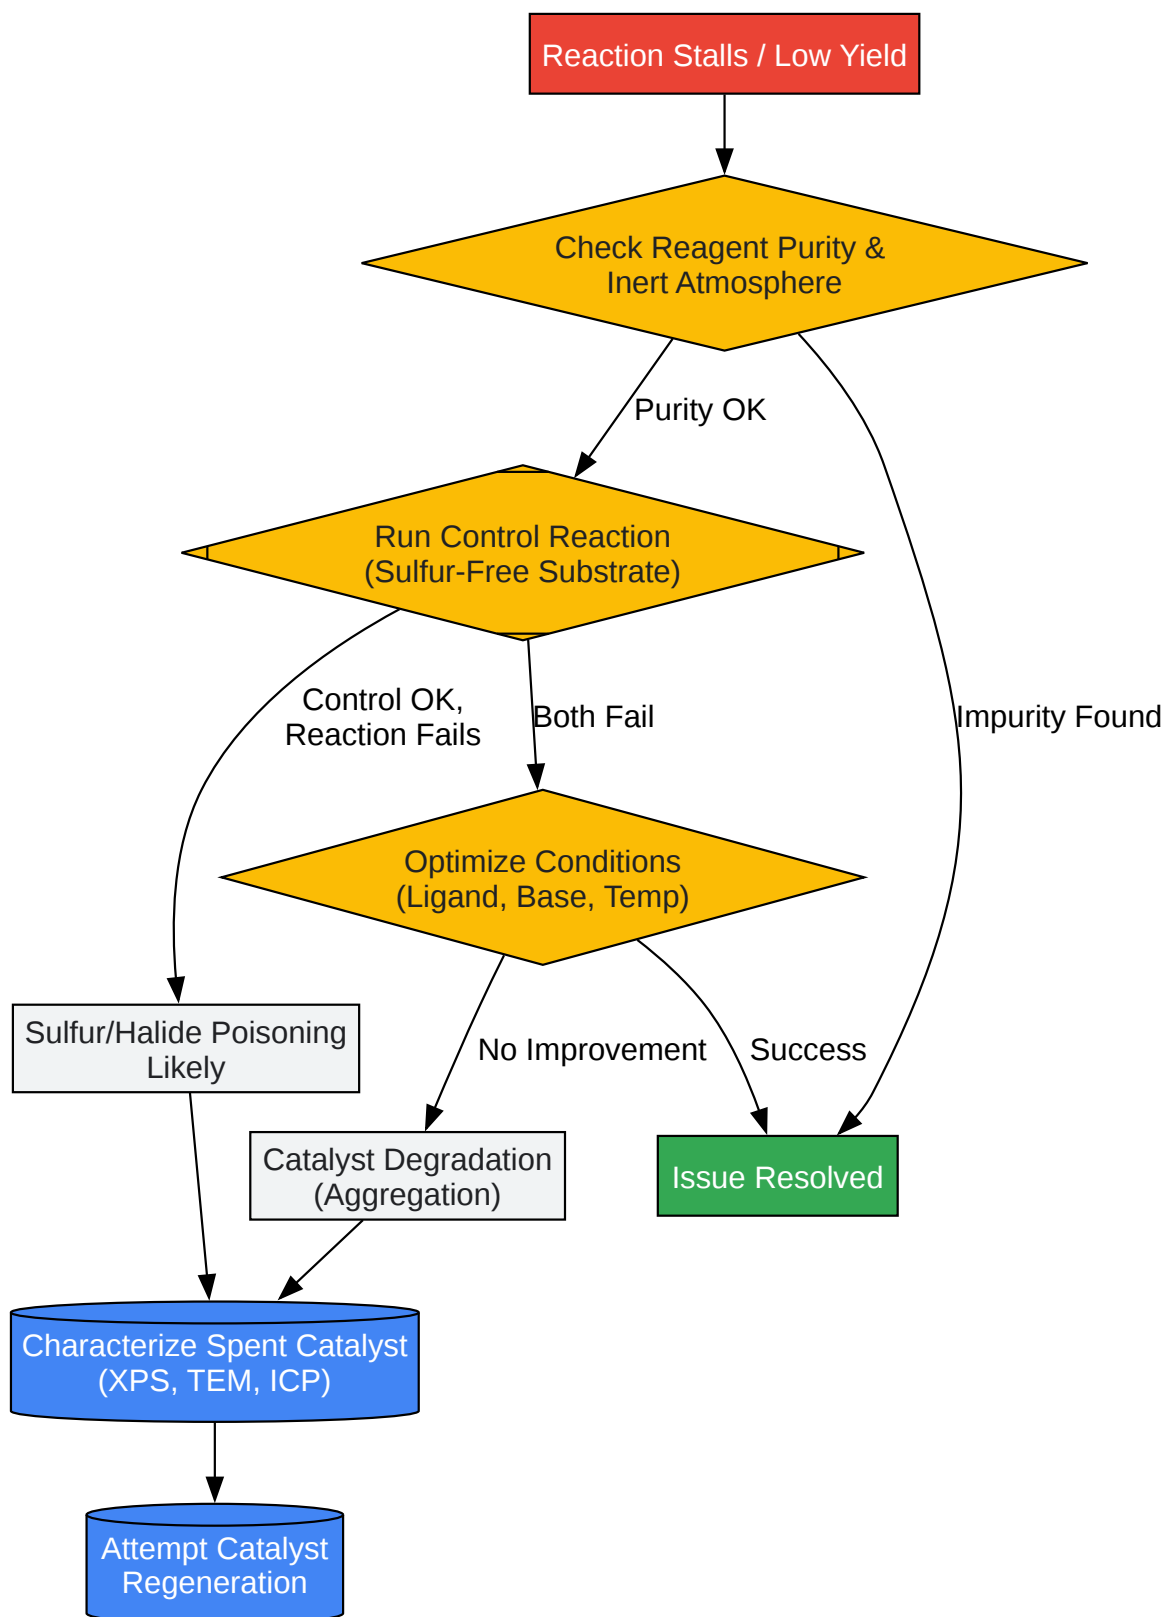 Reaction Stalls / Low Yield
Check Reagent Purity &
Inert Atmosphere
Purity OK
Run Control Reaction
(Sulfur-Free Substrate)
Control OK,
Reaction Fails
Both Fail
Impurity Found
Optimize Conditions
(Ligand, Base, Temp)
Sulfur/Halide Poisoning
Likely
No Improvement
Success
Catalyst Degradation
(Aggregation)
Issue Resolved
Characterize Spent Catalyst
(XPS, TEM, ICP)
Attempt Catalyst
Regeneration